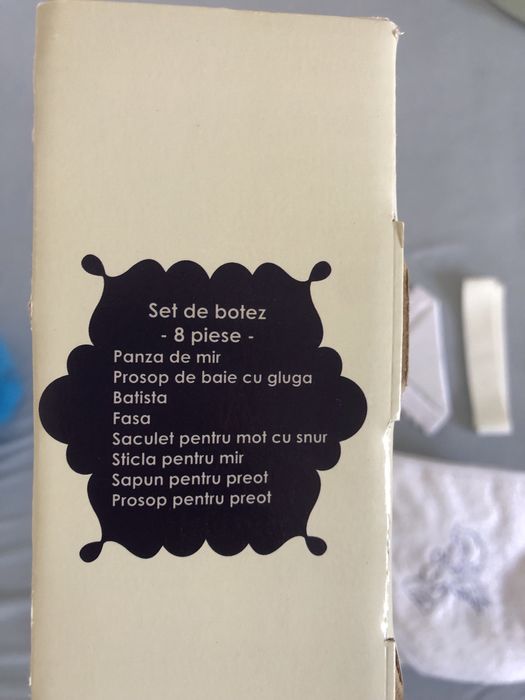 Set de botez
- 8 piese -
Panza de mir
Prosop de baie cu gluga
Batista
Fasa
Saculet pentru mot cu snur
Sticla pentru mir
Sapun pentru preot
Prosop pentru preot